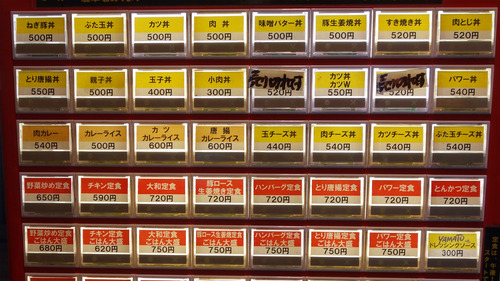 ねぎ豚丼 ぶた玉丼 カツ丼 肉丼 味噌バター丼 豚生姜焼丼 すき焼き丼 肉とじ丼
500円 500円 500円 500円 500円 500円 520円 520円
とり唐揚丼 親子丼 玉子丼 小肉丼 売り切れ中 カツ丼 売り切れ中 パワー丼
カツW
550円 500円 400円 300円 520円 550円 520円 540円
肉カレー カレーライス カツ 唐揚 玉チーズ丼 肉チーズ丼 カツチーズ丼 ぶた玉チーズ丼
カレーライス カレーライス
540円 500円 600円 600円 440円 540円 540円 540円
野菜炒め定食 チキン定食 大和定食 豚ロース ハンバーグ定食 とり唐揚定食 パワー定食 とんかつ定食
生姜焼き定食
650円 590円 720円 720円 720円 720円 720円 720円
野菜炒め定食 チキン定食 大和定食 豚ロース生姜焼定食 ハンバーグ定食 とり唐揚定食 パワー定食 YAMATO
ごはん大盛 ごはん大盛 ごはん大盛 ごはん大盛 ごはん大盛 ごはん大盛 ごはん大盛 ドレッシングソース
680円 620円 750円 750円 750円 750円 750円 300円